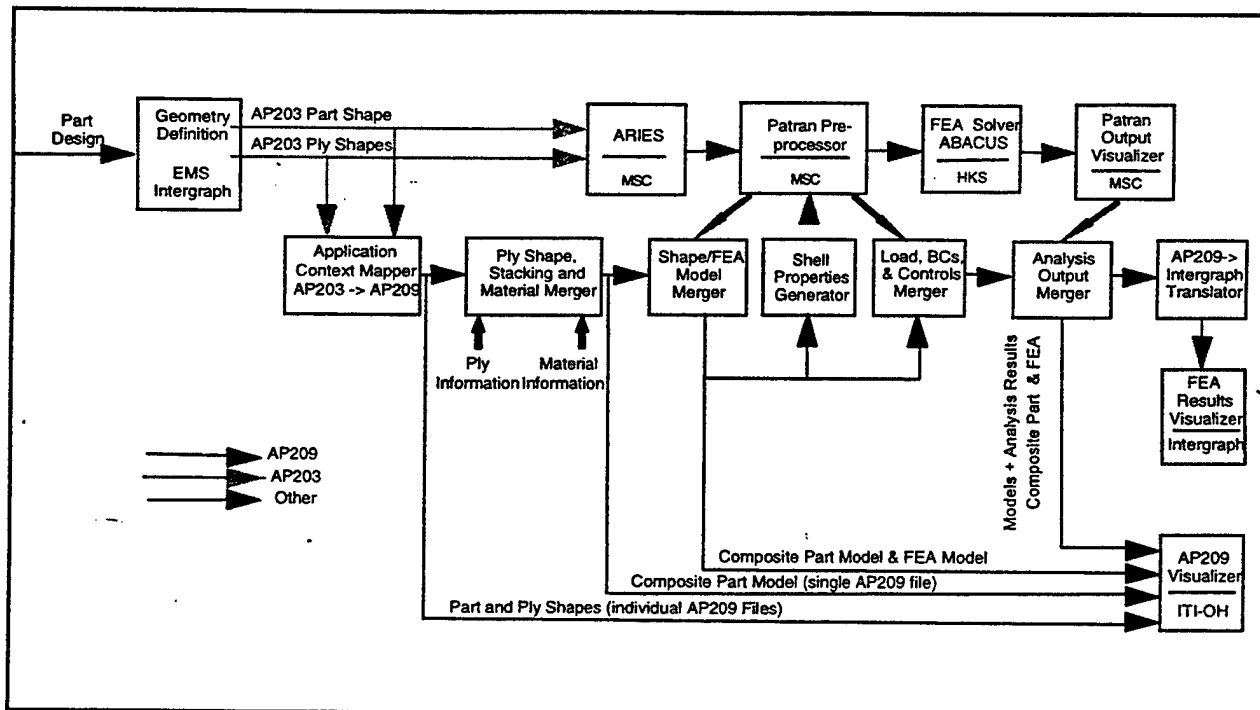 Part
Design
Geometry
Definition
EMS
Intergraph
AP203 Part Shape
AP203 Ply Shapes
ARIES
MSC
Patran Pre-
processor
MSC
FEA Solver
ABACUS
HKS
Patran
Output
Visualizer
MSC
Application
Context Mapper
AP203 -> AP209
Ply Shape,
Stacking and
Material Merger
Shape/FEA
Model
Merger
Shell
Properties
Generator
Load, BCs,
& Controls
Merger
Analysis
Output
Merger
AP209->
Intergraph
Translator
Ply
Information
Material
Information
FEA
Results
Visualizer
Intergraph
Models + Analysis Results
Composite Part & FEA
AP209
AP203
Other
Composite Part Model & FEA Model
Composite Part Model (single AP209 file)
Part and Ply Shapes (individual AP209 Files)
AP209
Visualizer
ITI-OH